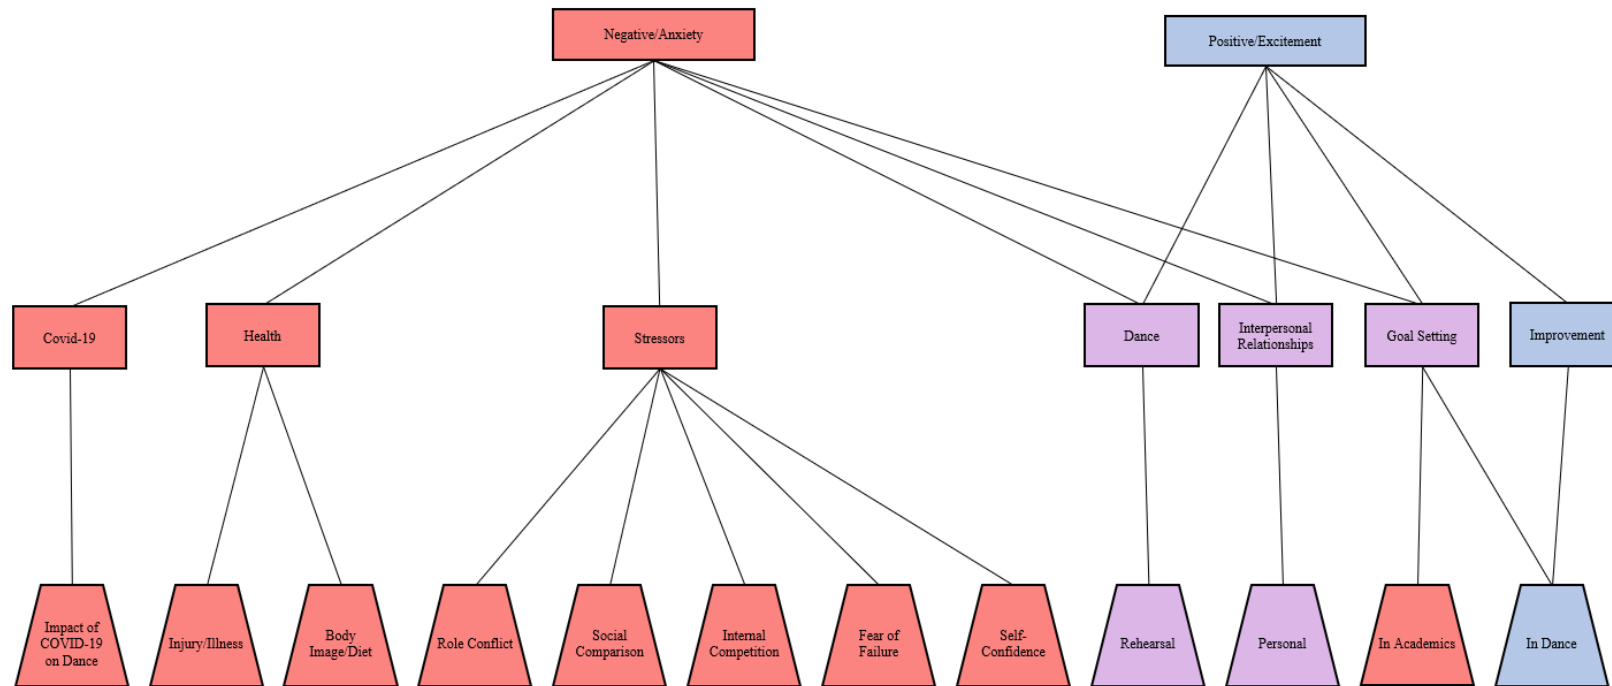 Negative/Anxiety
Positive/Excitement
Covid-19
Health
Stressors
Dance
Interpersonal
Relationships
Goal Setting
Improvement
Impact of
COVID-19
on Dance
Injury/Illness
Body
Image/Diet
Role Conflict
Social
Comparison
Internal
Competition
Fear of
Failure
Self-
Confidence
Rehearsal
Personal
In Academics
In Dance